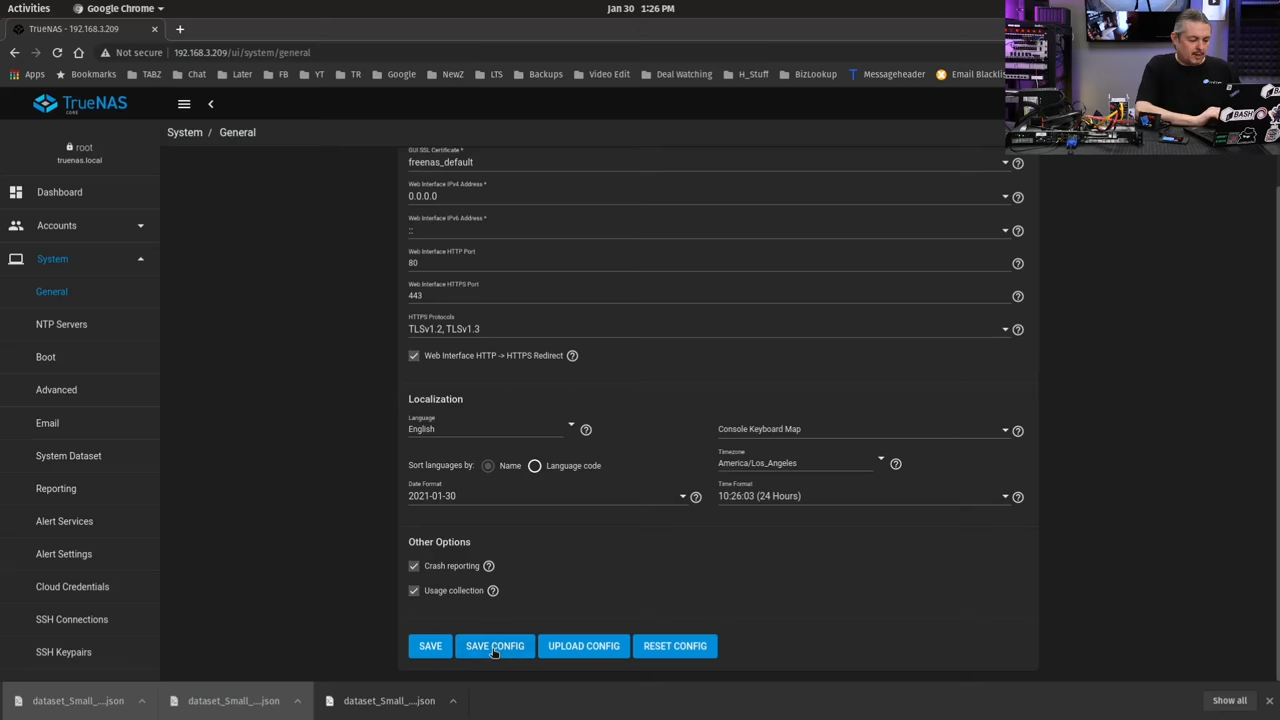 Activities
Google Chrome
Jan 30 1:26 PM
TrueNAS - 192.168.3.209
Not secure
192.168.3.209/ui/system/general
Apps
Bookmarks
TABZ
Chat
FB
YT
TR
Google
NewZ
LTS
Backups
Video Edit
Deal Watching
H_Stuff
BizLookup
Messageheader
Email Blacklis
TrueNAS
CORE
System / General
root
truenas.local
Dashboard
Accounts
System
General
NTP Servers
Boot
Advanced
Email
System Dataset
Reporting
Alert Services
Alert Settings
Cloud Credentials
SSH Connections
SSH Keypairs
GUI SSL Certificate *
freenas_default
Web Interface IPv4 Address *
0.0.0.0
Web Interface IPv6 Address *
::
Web Interface HTTP Port
80
Web Interface HTTPS Port
443
HTTPS Protocols
TLSv1.2, TLSv1.3
Web Interface HTTP -> HTTPS Redirect
Localization
Language
English
Console Keyboard Map
Sort languages by:
Name
Language code
Timezone
America/Los_Angeles
Date Format
2021-01-30
Time Format
10:26:03 (24 Hours)
Other Options
Crash reporting
Usage collection
SAVE
SAVE CONFIG
UPLOAD CONFIG
RESET CONFIG
dataset_Small_....json
dataset_Small_....json
dataset_Small_....json
Show all
BASH